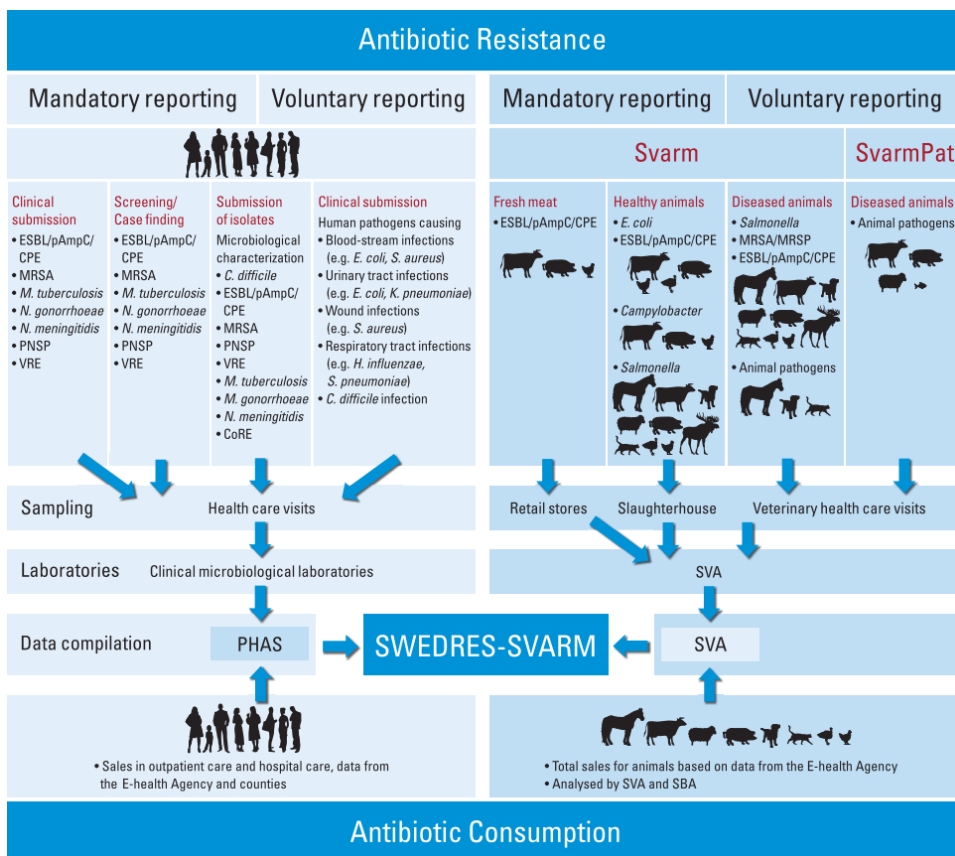 Antibiotic Resistance
Mandatory reporting
Voluntary reporting
Mandatory reporting
Voluntary reporting
Svarm
SvarmPat
Clinical
submission
• ESBL/pAmpC/
CPE
• MRSA
• M. tuberculosis
• N. gonorrhoeae
• N. meningitidis
• PNSP
• VRE
Screening/
Case finding
• ESBL/pAmpC/
CPE
• MRSA
• M. tuberculosis
• N. gonorrhoeae
• N. meningitidis
• PNSP
• VRE
Submission
of isolates
Microbiological
characterization
• C. difficile
• ESBL/pAmpC/
CPE
• MRSA
• PNSP
• VRE
• M. tuberculosis
• M. gonorrhoeae
• N. meningitidis
• CoRE
Clinical submission
Human pathogens causing
• Blood-stream infections
(e.g. E. coli, S. aureus)
• Urinary tract infections
(e.g. E. coli, K. pneumoniae)
• Wound infections
(e.g. S. aureus)
• Respiratory tract infections
(e.g. H. influenzae,
S. pneumoniae)
• C. difficile infection
Fresh meat
• ESBL/pAmpC/CPE
Healthy animals
• E. coli
ESBL/pAmpC/CPE
• Campylobacter
• Salmonella
Diseased animals
• Salmonella
• MRSA/MRSP
• ESBL/pAmpC/CPE
• Animal pathogens
Diseased animals
• Animal pathogens
Sampling
Health care visits
Retail stores
Slaughterhouse
Veterinary health care visits
Laboratories
Clinical microbiological laboratories
SVA
Data compilation
PHAS
SWEDRES-SVARM
SVA
• Sales in outpatient care and hospital care, data from
the E-health Agency and counties
• Total sales for animals based on data from the E-health Agency
• Analysed by SVA and SBA
Antibiotic Consumption